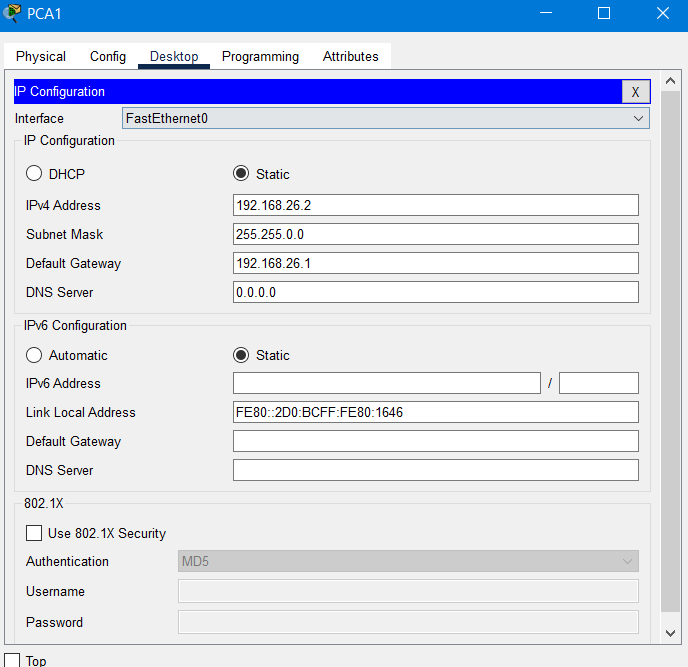 PCA1
Physical Config Desktop Programming Attributes
IP Configuration X
Interface FastEthernet0
IP Configuration
DHCP Static
IPv4 Address 192.168.26.2
Subnet Mask 255.255.0.0
Default Gateway 192.168.26.1
DNS Server 0.0.0.0
IPv6 Configuration
Automatic Static
IPv6 Address /
Link Local Address FE80::2D0:BCFF:FE80:1646
Default Gateway
DNS Server
802.1X
Use 802.1X Security
Authentication MD5
Username
Password
Top